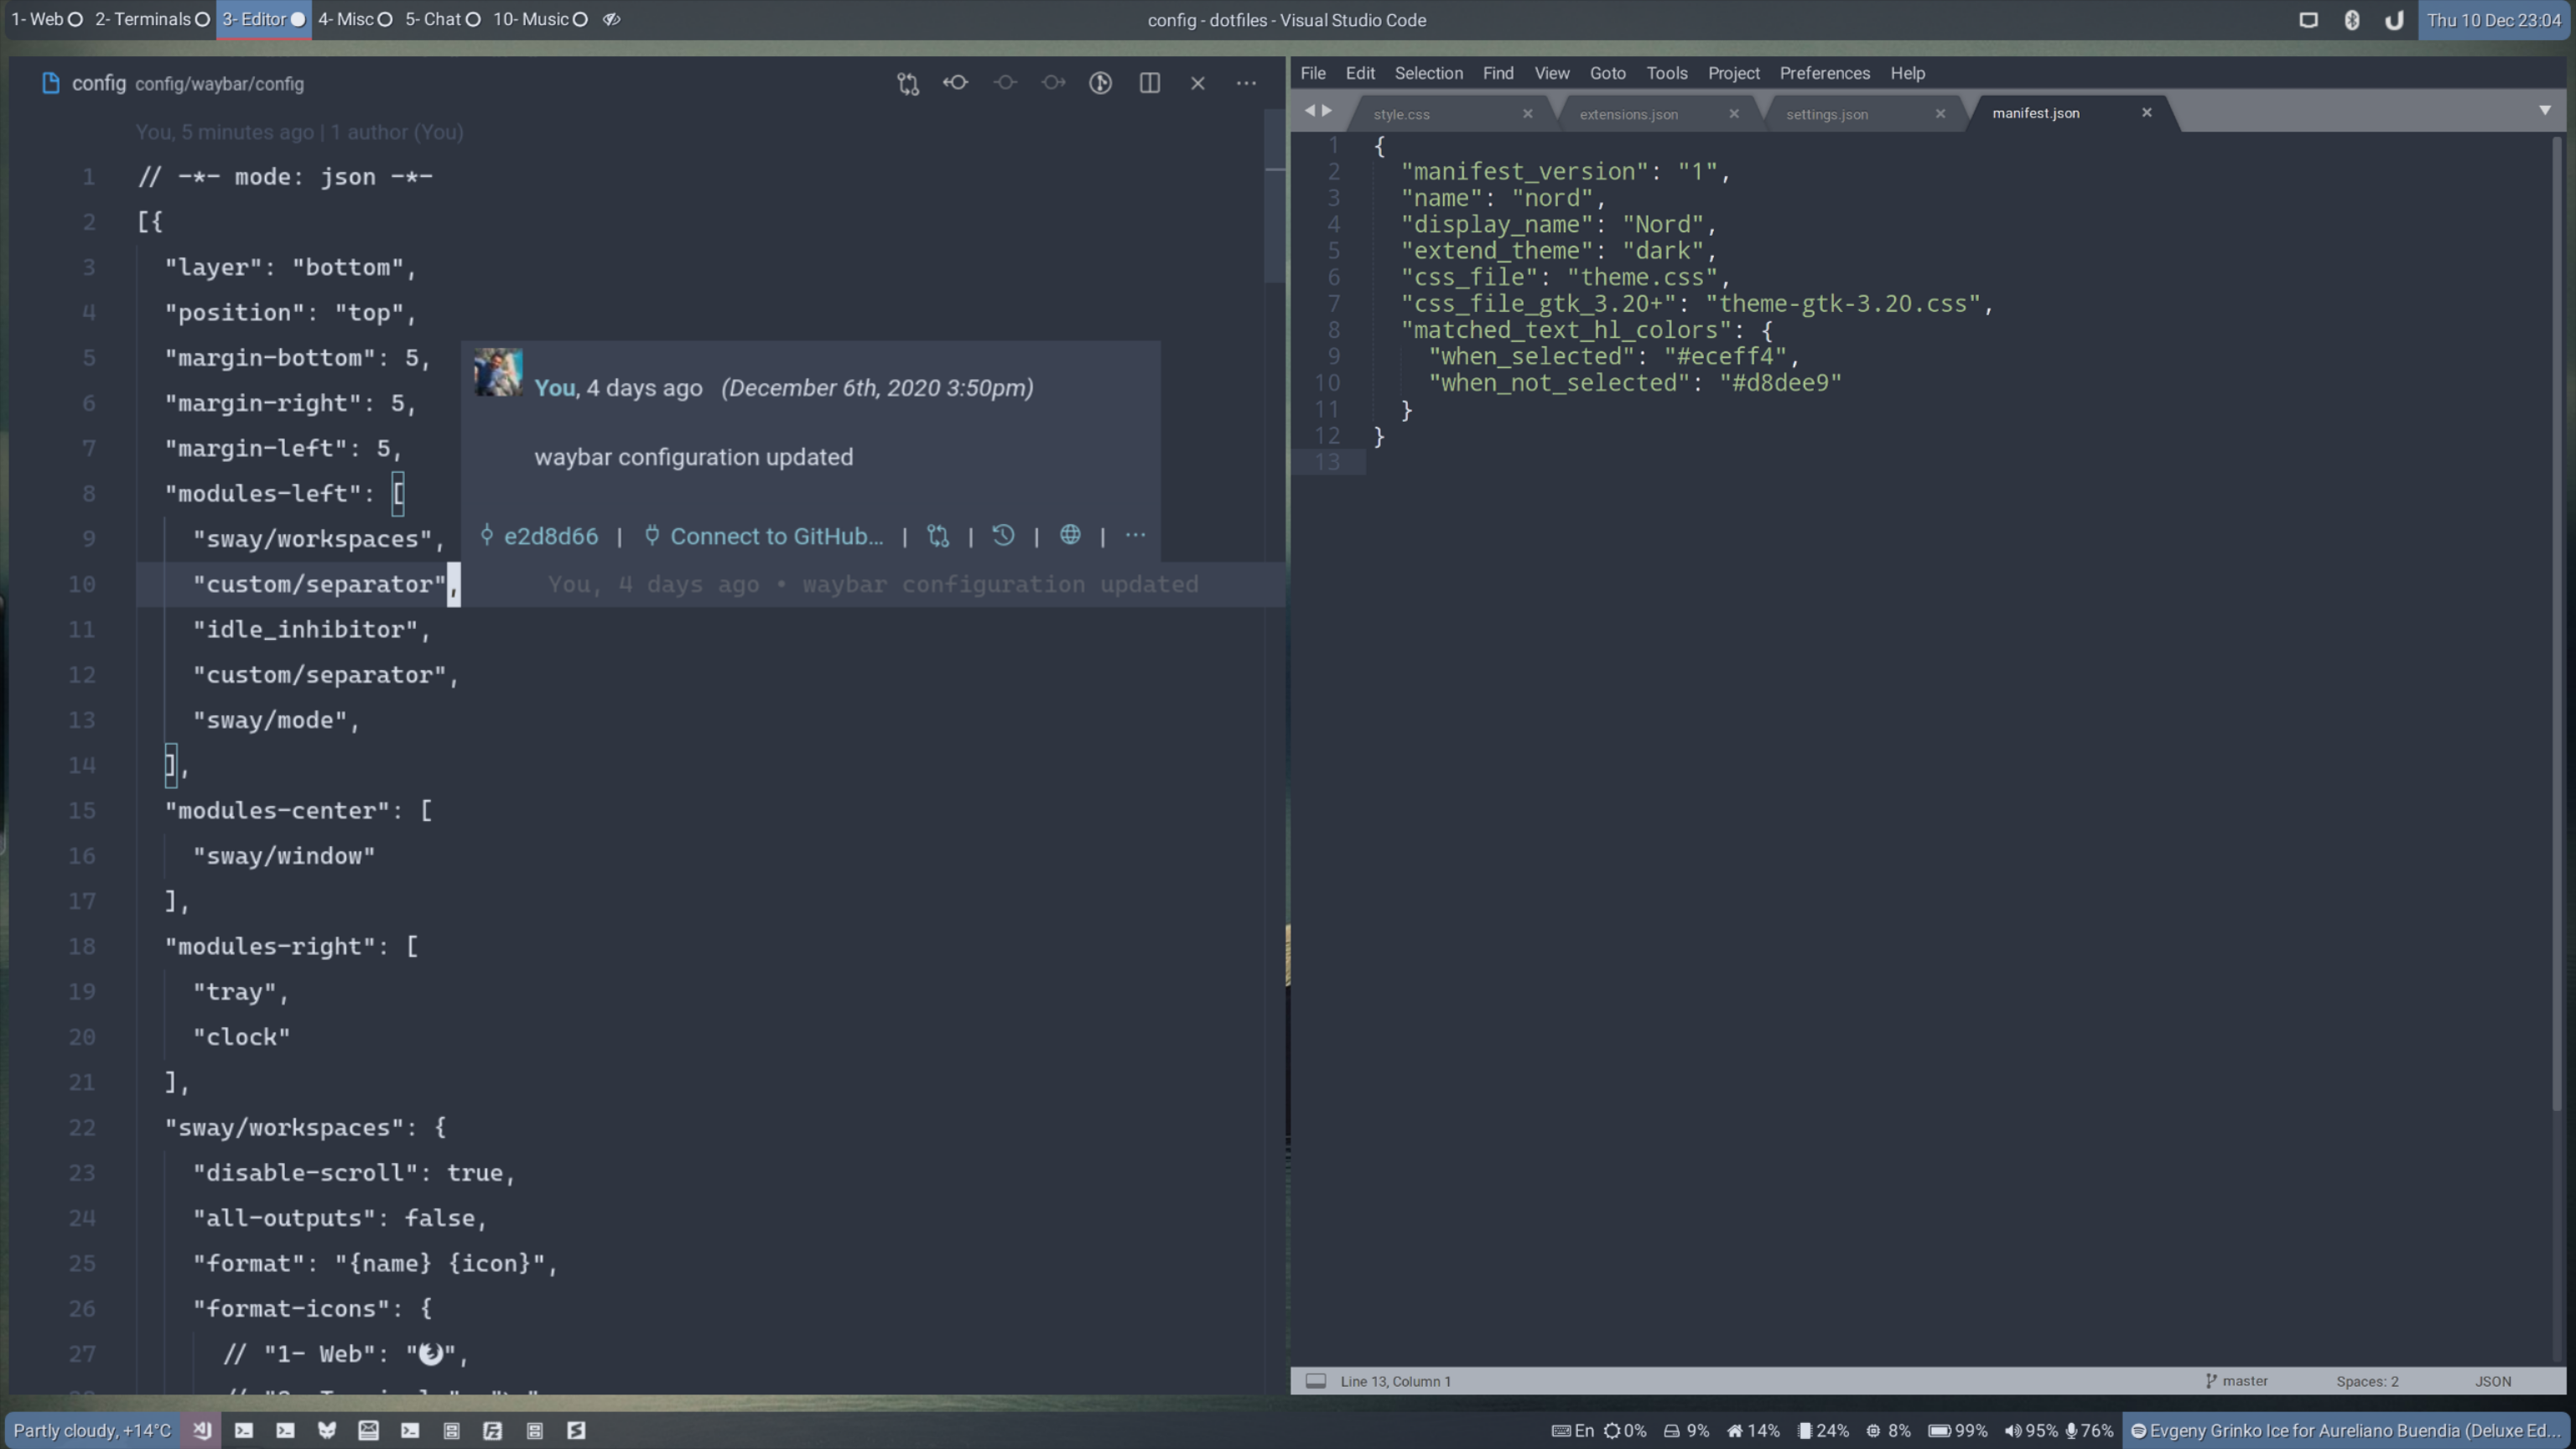 1- Web 2- Terminals 3- Editor 4- Misc 5- Chat 10- Music
config - dotfiles - Visual Studio Code
Thu 10 Dec 23:04
config config/waybar/config
You, 5 minutes ago | 1 author (You)
1 // -*- mode: json -*-
2 [{
3 "layer": "bottom",
4 "position": "top",
5 "margin-bottom": 5,
6 "margin-right": 5,
7 "margin-left": 5,
8 "modules-left": [
9 "sway/workspaces",
10 "custom/separator", You, 4 days ago • waybar configuration updated
11 "idle_inhibitor",
12 "custom/separator",
13 "sway/mode",
14 ],
15 "modules-center": [
16 "sway/window"
17 ],
18 "modules-right": [
19 "tray",
20 "clock"
21 ],
22 "sway/workspaces": {
23 "disable-scroll": true,
24 "all-outputs": false,
25 "format": "{name} {icon}",
26 "format-icons": {
27 // "1- Web": "",
You, 4 days ago (December 6th, 2020 3:50pm)
waybar configuration updated
e2d8d66 | Connect to GitHub... | | | | ...
File Edit Selection Find View Goto Tools Project Preferences Help
style.css extensions.json settings.json manifest.json
1 {
2 "manifest_version": "1",
3 "name": "nord",
4 "display_name": "Nord",
5 "extend_theme": "dark",
6 "css_file": "theme.css",
7 "css_file_gtk_3.20+": "theme-gtk-3.20.css",
8 "matched_text_hl_colors": {
9 "when_selected": "#eceff4",
10 "when_not_selected": "#d8dee9"
11 }
12 }
13
Line 13, Column 1 master Spaces: 2 JSON
Partly cloudy, +14°C
En 0% 9% 14% 24% 8% 99% 95% 76% Evgeny Grinko Ice for Aureliano Buendia (Deluxe Ed...